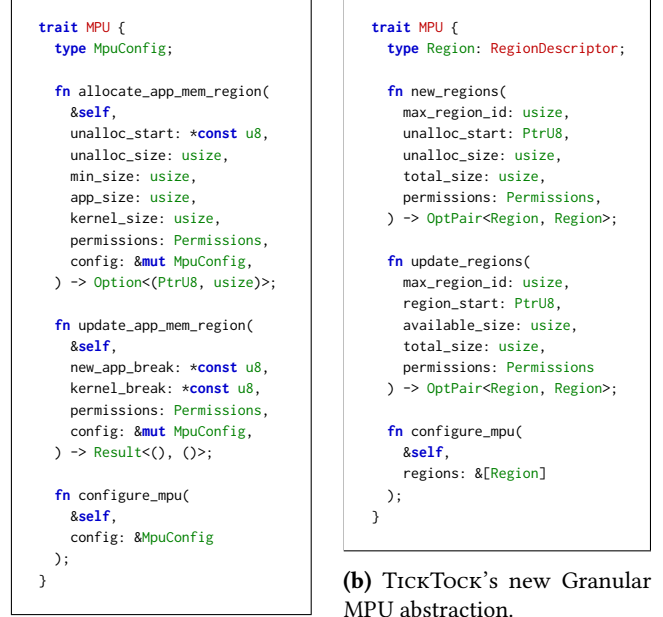 trait MPU {
  type MpuConfig;

  fn allocate_app_mem_region(
    &self,
    unalloc_start: *const u8,
    unalloc_size: usize,
    min_size: usize,
    app_size: usize,
    kernel_size: usize,
    permissions: Permissions,
    config: &mut MpuConfig,
  ) -> Option<(PtrU8, usize)>;

  fn update_app_mem_region(
    &self,
    new_app_break: *const u8,
    kernel_break: *const u8,
    permissions: Permissions,
    config: &mut MpuConfig,
  ) -> Result<(), ()>;

  fn configure_mpu(
    &self,
    config: &MpuConfig
  );
}

trait MPU {
  type Region: RegionDescriptor;

  fn new_regions(
    max_region_id: usize,
    unalloc_start: PtrU8,
    unalloc_size: usize,
    total_size: usize,
    permissions: Permissions,
  ) -> OptPair<Region, Region>;

  fn update_regions(
    max_region_id: usize,
    region_start: PtrU8,
    available_size: usize,
    total_size: usize,
    permissions: Permissions
  ) -> OptPair<Region, Region>;

  fn configure_mpu(
    &self,
    regions: &[Region]
  );
}

(b) TickTock's new Granular
MPU abstraction.